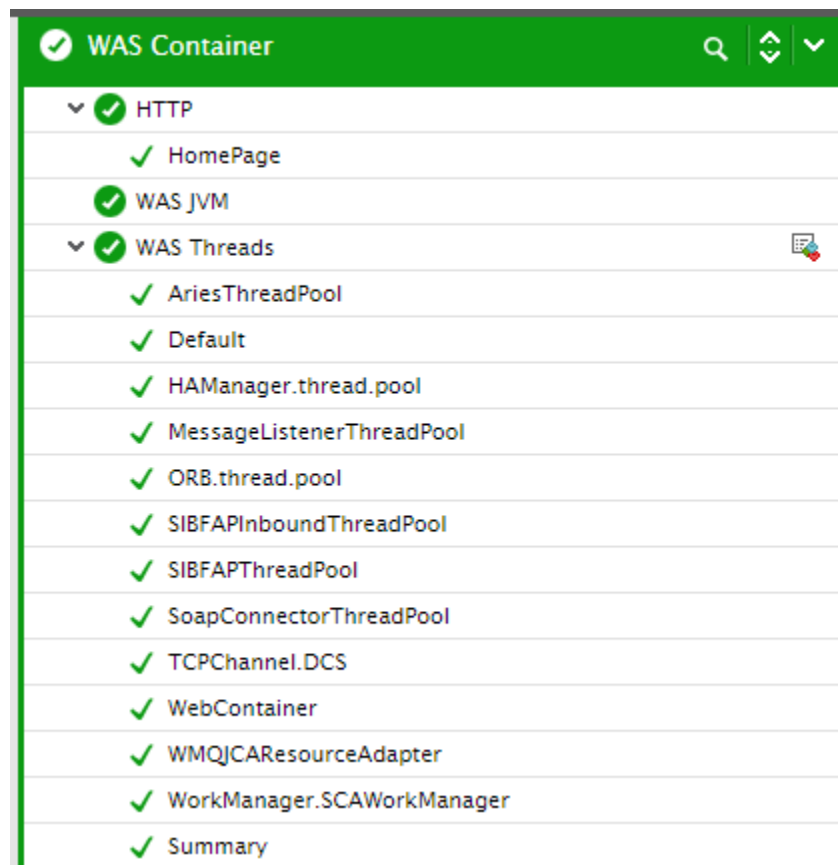 WAS Container
HTTP
HomePage
WAS JVM
WAS Threads
AriesThreadPool
Default
HAManager.thread.pool
MessageListenerThreadPool
ORB.thread.pool
SIBFAPInboundThreadPool
SIBFAPThreadPool
SoapConnectorThreadPool
TCPChannel.DCS
WebContainer
WMQJCAResourceAdapter
WorkManager.SCAWorkManager
Summary